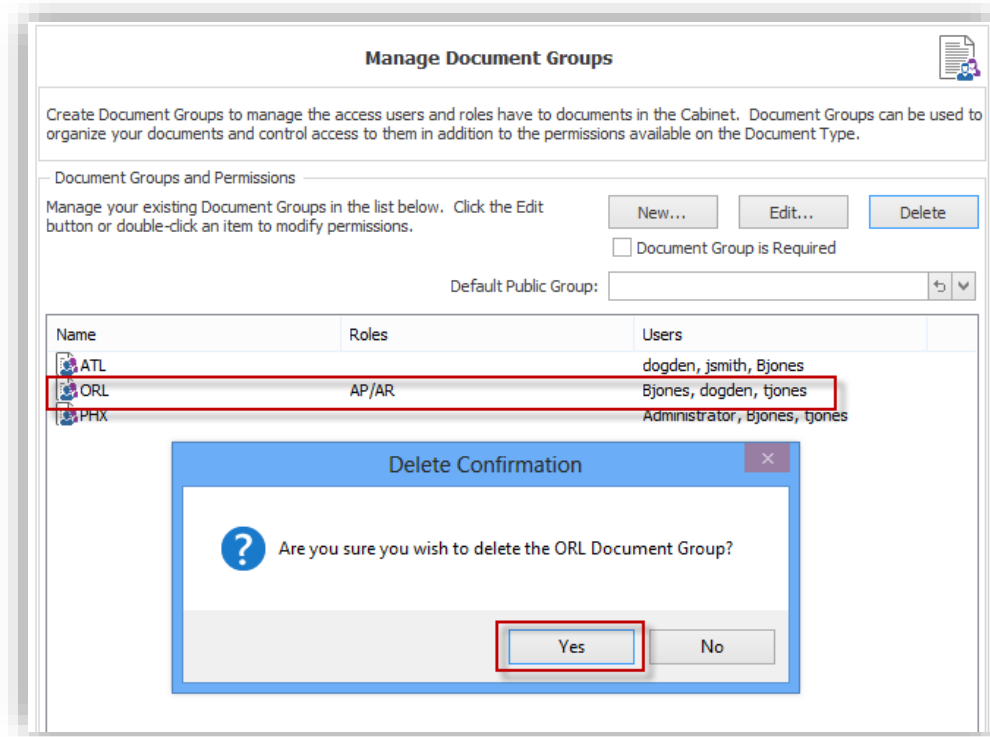 Manage Document Groups
Create Document Groups to manage the access users and roles have to documents in the Cabinet. Document Groups can be used to
organize your documents and control access to them in addition to the permissions available on the Document Type.
Document Groups and Permissions
Manage your existing Document Groups in the list below. Click the Edit
button or double-click an item to modify permissions.
New... Edit... Delete
Document Group is Required
Default Public Group:
Name Roles Users
ATL dogden, jsmith, Bjones
ORL AP/AR Bjones, dogden, tjones
PHX Administrator, Bjones, tjones
Delete Confirmation
Are you sure you wish to delete the ORL Document Group?
Yes No